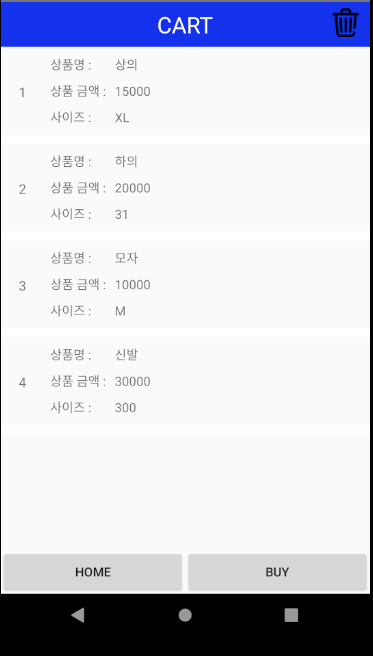 CART
상품명 : 상의
1 상품 금액 : 15000
사이즈 : XL
상품명 : 하의
2 상품 금액 : 20000
사이즈 : 31
상품명 : 모자
3 상품 금액 : 10000
사이즈 : M
상품명 : 신발
4 상품 금액 : 30000
사이즈 : 300
HOME BUY